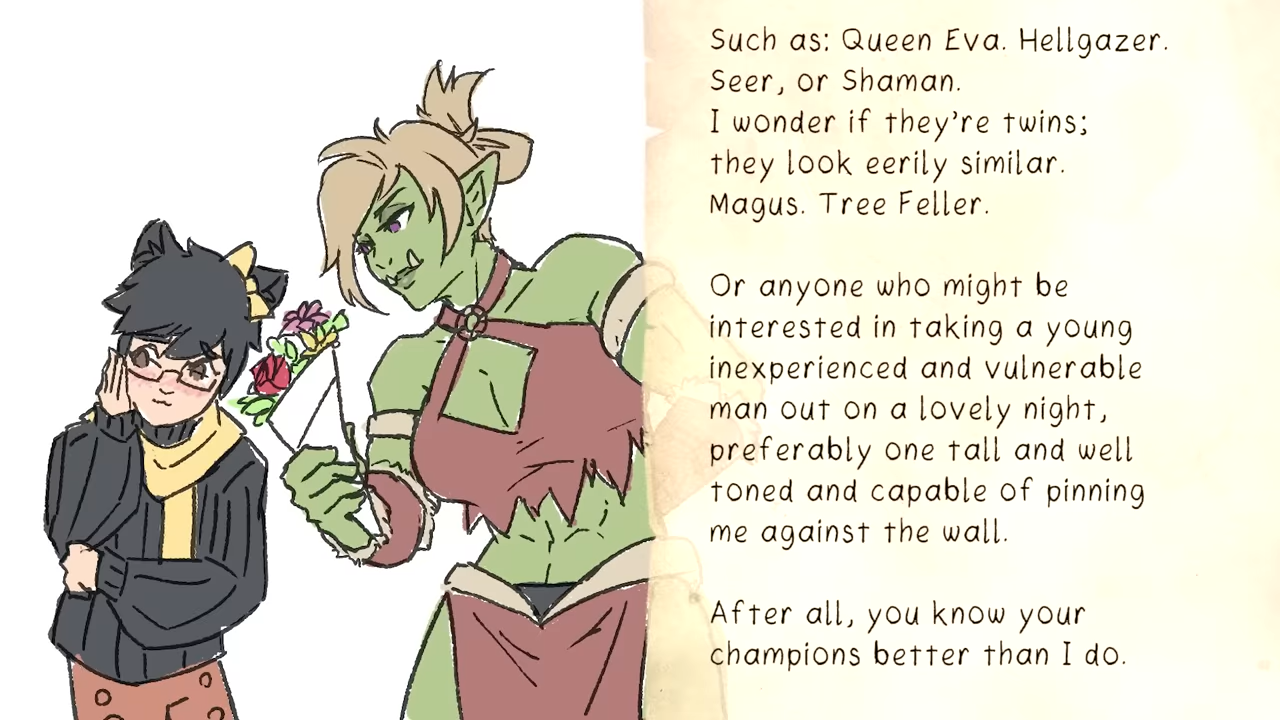 Such as: Queen Eva. Hellgazer.
Seer, or Shaman.
I wonder if they're twins;
they look eerily similar.
Magus. Tree Feller.
Or anyone who might be
interested in taking a young
inexperienced and vulnerable
man out on a lovely night,
preferably one tall and well
toned and capable of pinning
me against the wall.
After all, you know your
champions better than I do.